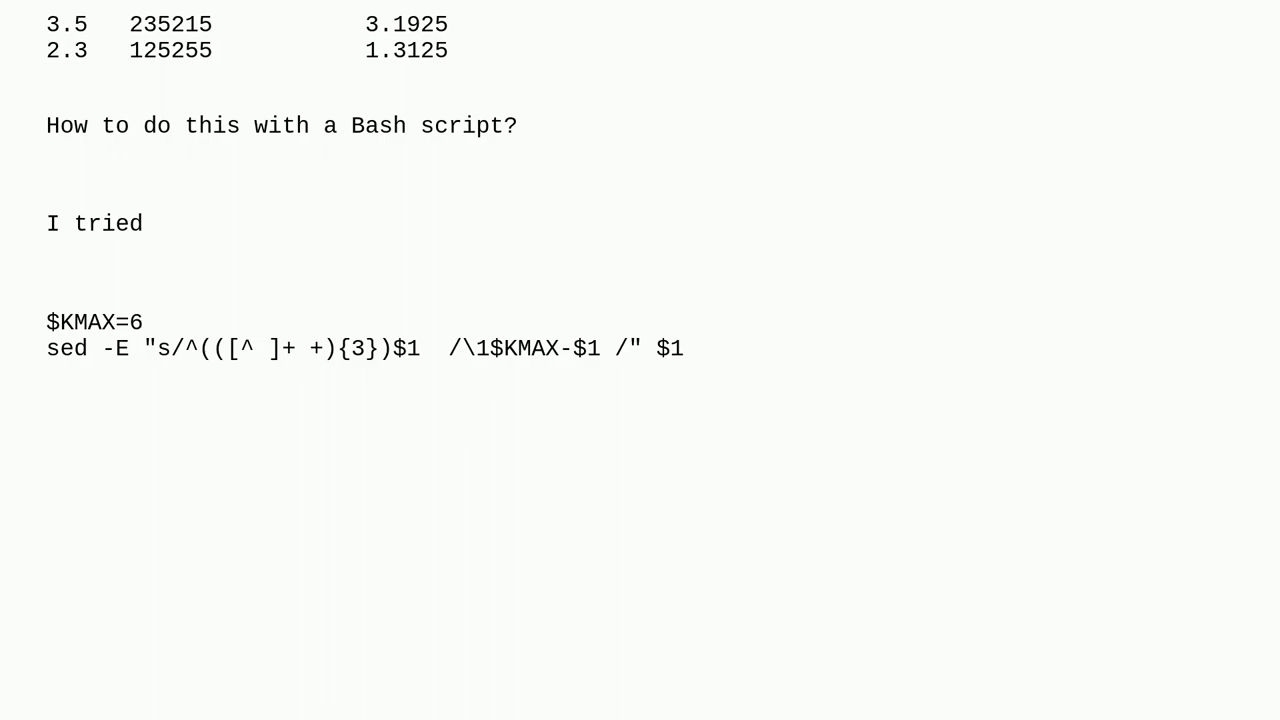 3.5   235215           3.1925
2.3   125255           1.3125
How to do this with a Bash script?
I tried
$KMAX=6
sed -E "s/^(([^ ]+ +){3})$1  /\1$KMAX-$1 /" $1